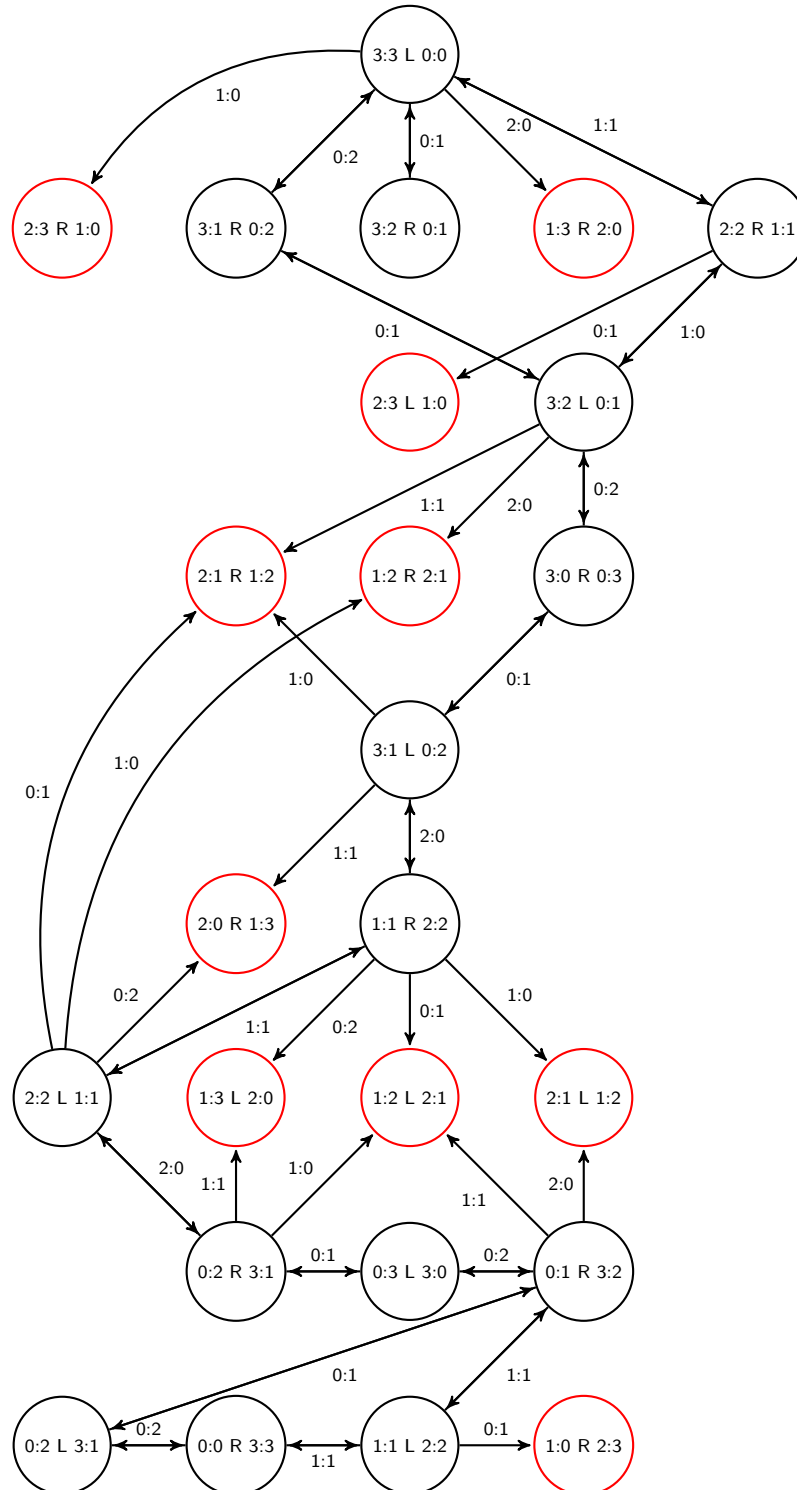 3:3 L 0:0
1:0
0:2
0:1
2:0
1:1
2:3 R 1:0
3:1 R 0:2
3:2 R 0:1
1:3 R 2:0
2:2 R 1:1
0:1
0:1
1:0
2:3 L 1:0
3:2 L 0:1
1:1
2:0
0:2
2:1 R 1:2
1:2 R 2:1
3:0 R 0:3
1:0
0:1
3:1 L 0:2
0:1
1:0
1:1
2:0
2:0 R 1:3
1:1 R 2:2
0:2
1:1
0:2
0:1
1:0
2:2 L 1:1
1:3 L 2:0
1:2 L 2:1
2:1 L 1:2
2:0
1:1
1:0
1:1
2:0
0:2 R 3:1
0:1
0:3 L 3:0
0:2
0:1 R 3:2
0:1
1:1
0:2 L 3:1
0:2
0:0 R 3:3
1:1
1:1 L 2:2
0:1
1:0 R 2:3